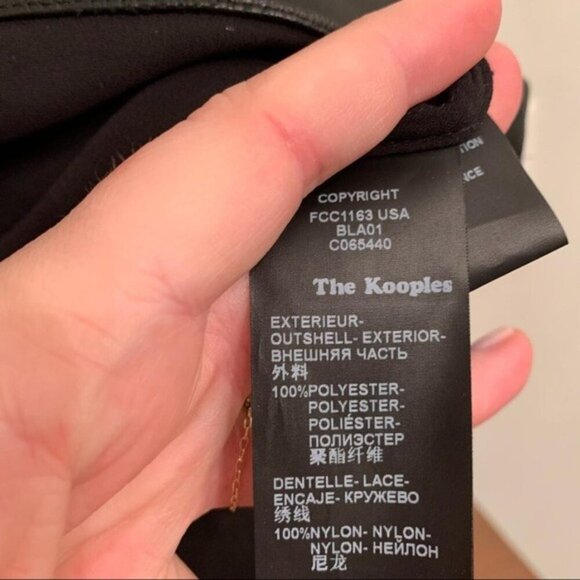 COPYRIGHT
FCC1163 USA
BLA01
C065440
The Kooples
EXTERIEUR-
OUTSHELL- EXTERIOR-
ВНЕШНЯЯ ЧАСТЬ
外料
100%POLYESTER-
POLYESTER-
POLIÉSTER-
ПОЛИЭСТЕР
聚酯纤维
DENTELLE- LACE-
ENCAJE- КРУЖЕВО
绣线
100%NYLON- NYLON-
NYLON- НЕЙЛОН
尼龙